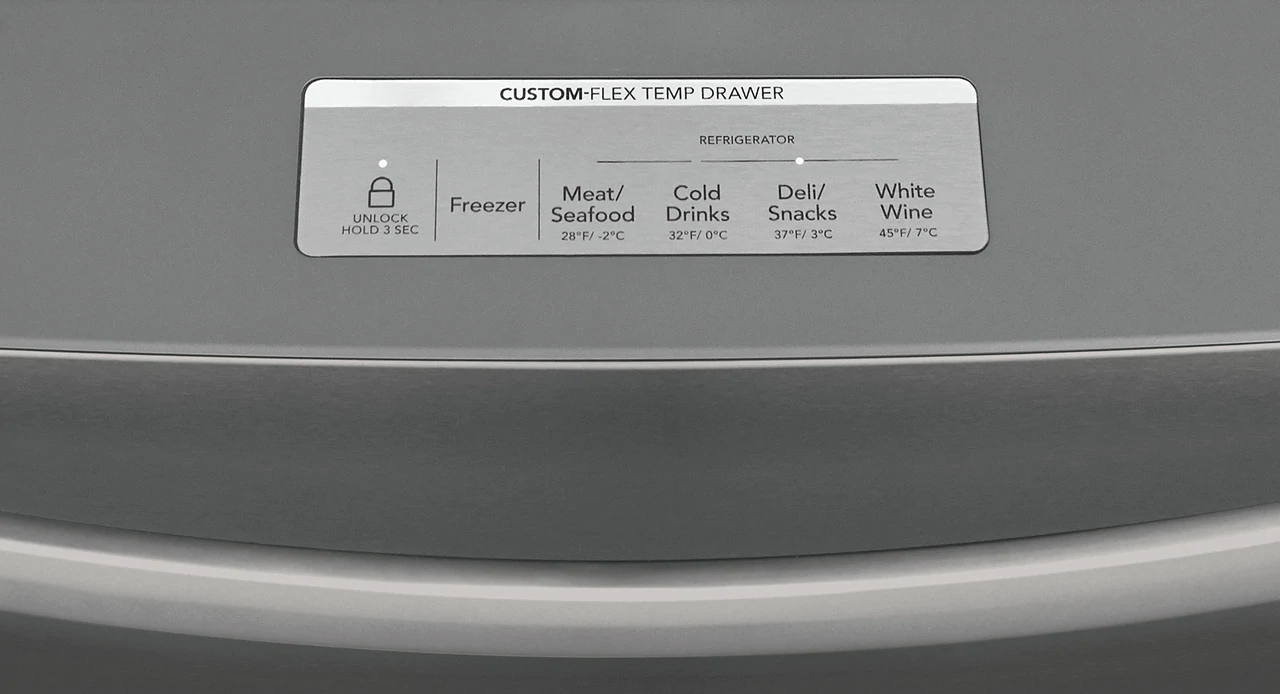 CUSTOM-FLEX TEMP DRAWER
REFRIGERATOR
UNLOCK
HOLD 3 SEC
Freezer
Meat/
Seafood
28°F/ -2°C
Cold
Drinks
32°F/ 0°C
Deli/
Snacks
37°F/ 3°C
White
Wine
45°F/ 7°C